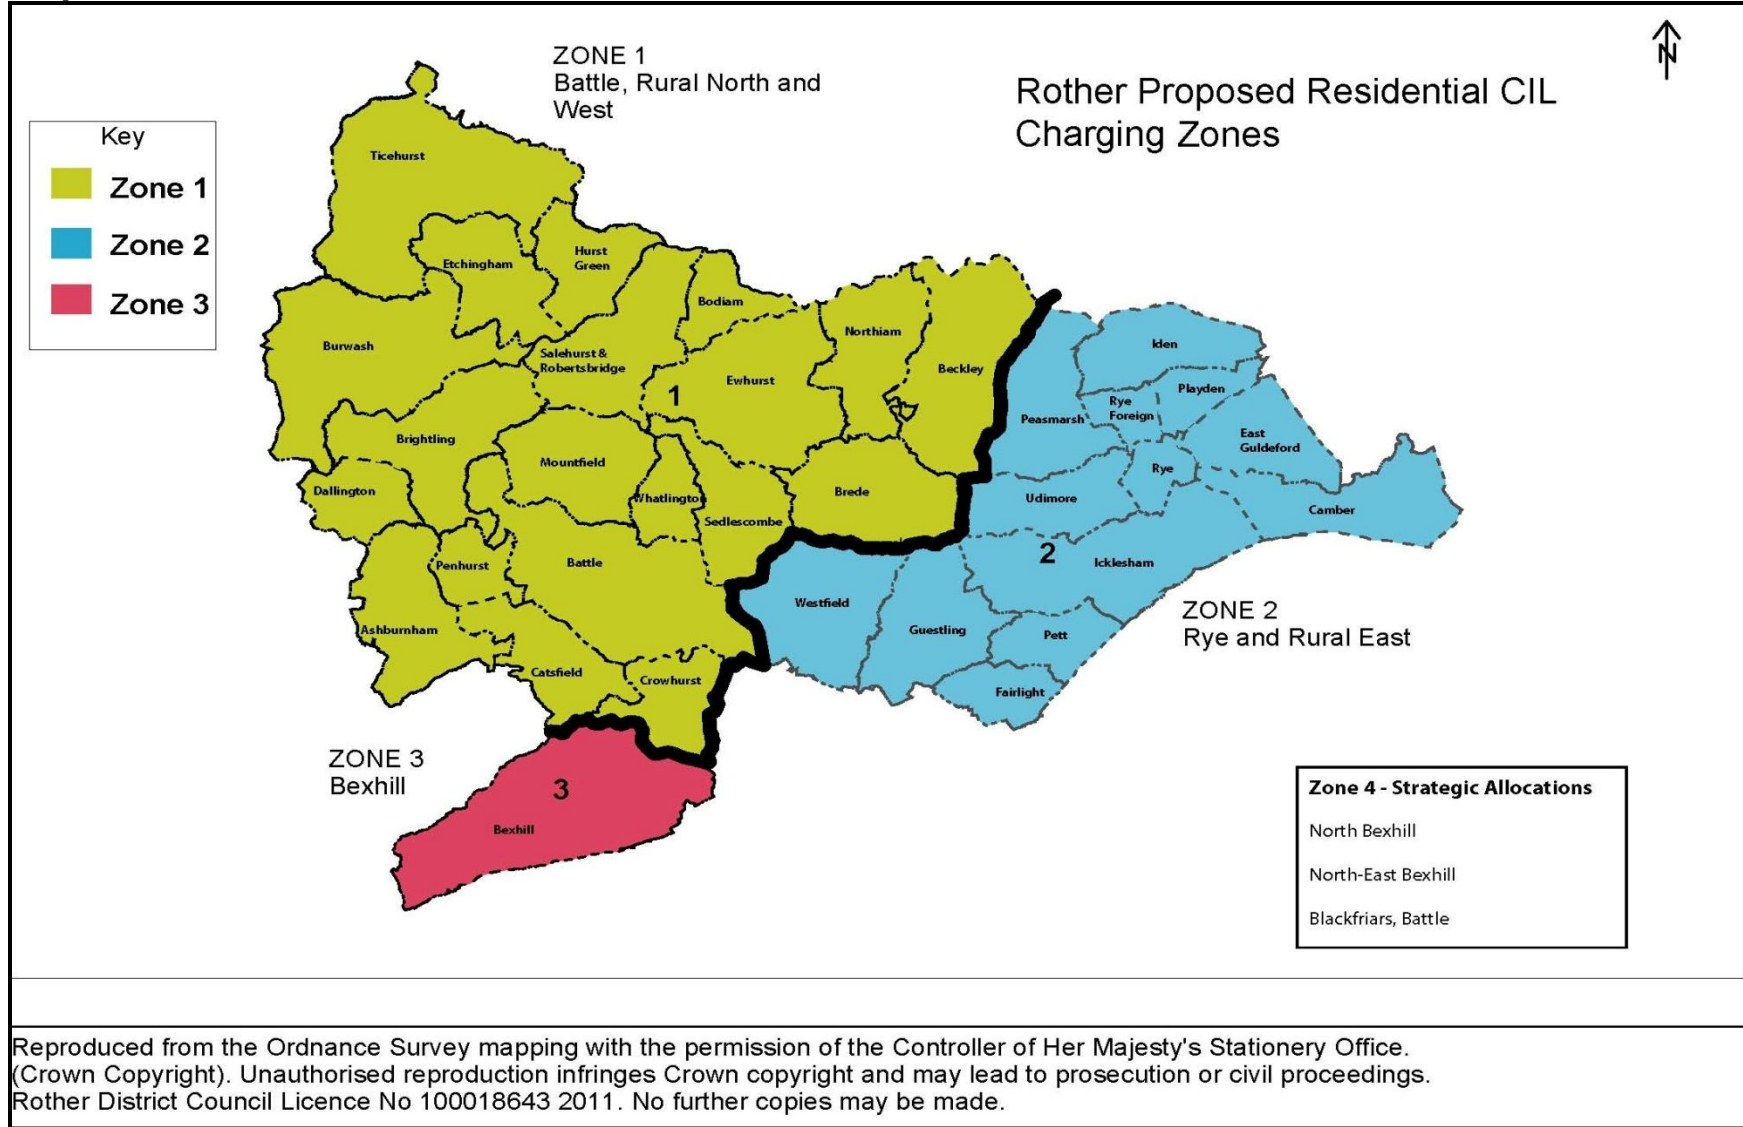 ZONE 1
Battle, Rural North and
West
Rother Proposed Residential CIL
Charging Zones
N
Key
Zone 1
Zone 2
Zone 3
Ticehurst
Etchingham
Hurst
Green
Bodiam
Burwash
Salehurst &
Robertsbridge
Northiam
Beckley
Ewhurst
1
Brightling
Mountfield
Dallington
Whatlington
Sedlescombe
Brede
Penhurst
Battle
Ashburnham
Catsfield
Crowhurst
Iden
Playden
Rye
Foreign
Peasmarsh
East
Guldeford
Rye
Udimore
Camber
2
Icklesham
Westfield
Guestling
Pett
Fairlight
ZONE 2
Rye and Rural East
ZONE 3
Bexhill
3
Bexhill
Zone 4 - Strategic Allocations
North Bexhill
North-East Bexhill
Blackfriars, Battle
Reproduced from the Ordnance Survey mapping with the permission of the Controller of Her Majesty's Stationery Office.
(Crown Copyright). Unauthorised reproduction infringes Crown copyright and may lead to prosecution or civil proceedings.
Rother District Council Licence No 100018643 2011. No further copies may be made.